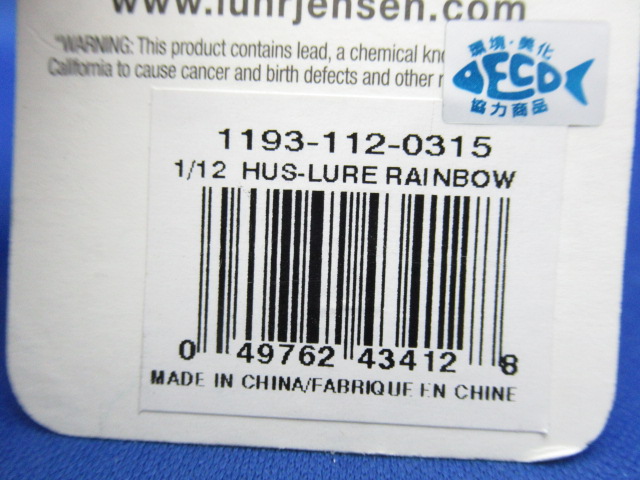 www.luhrjensen.com
*WARNING: This product contains lead, a chemical
California to cause cancer and birth defects and other
環境・美化
ECO
協力商品
1193-112-0315
1/12 HUS-LURE RAINBOW
0 49762 43412 8
MADE IN CHINA/FABRIQUE EN CHINE